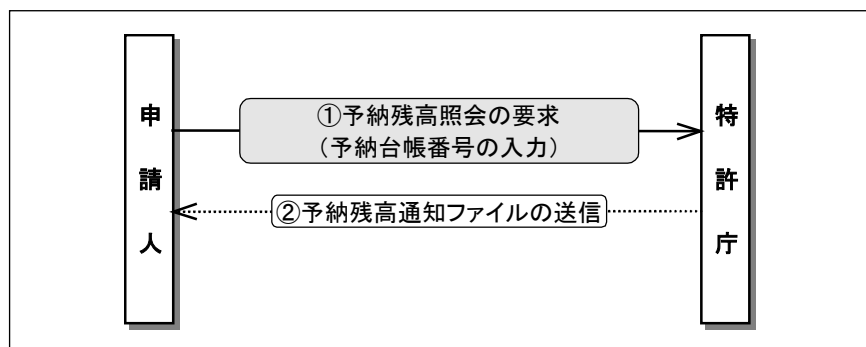 申請人
①予納残高照会の要求
（予納台帳番号の入力）
②予納残高通知ファイルの送信
特許庁